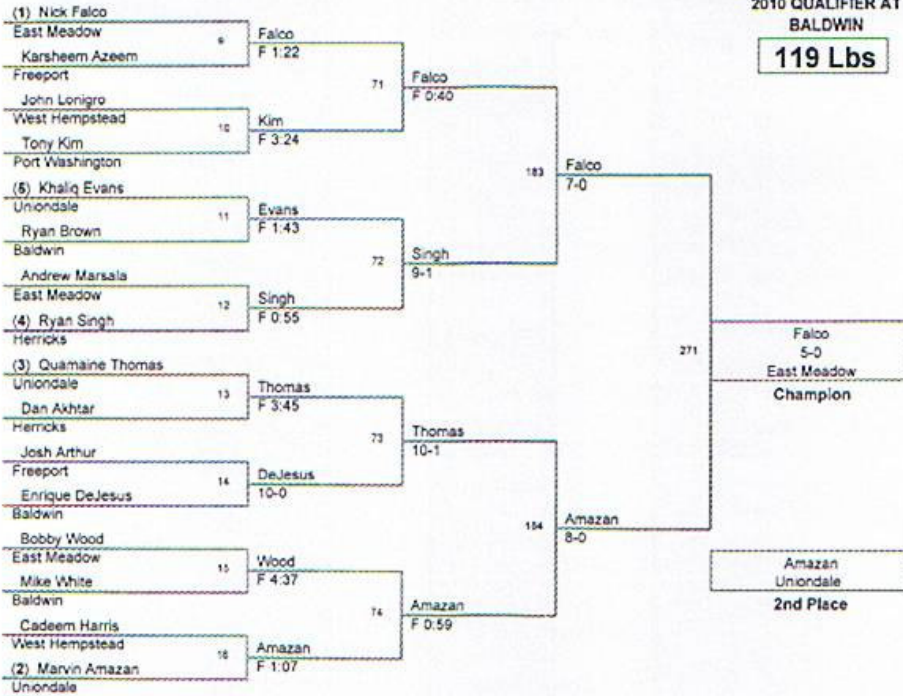 2010 QUALIFIER AT
BALDWIN
119 Lbs
(1) Nick Falco
East Meadow
Karsheem Azeem
Freeport
John Lonigro
West Hempstead
Tony Kim
Port Washington
(5) Khaliq Evans
Uniondale
Ryan Brown
Baldwin
Andrew Marsala
East Meadow
(4) Ryan Singh
Herricks
(3) Quamaine Thomas
Uniondale
Dan Akhtar
Herricks
Josh Arthur
Freeport
Enrique DeJesus
Baldwin
Bobby Wood
East Meadow
Mike White
Baldwin
Cadeem Harris
West Hempstead
(2) Marvin Amazan
Uniondale
9
Falco
F 1:22
10
Kim
F 3:24
11
Evans
F 1:43
12
Singh
F 0:55
13
Thomas
F 3:45
14
DeJesus
10-0
15
Wood
F 4:37
16
Amazan
F 1:07
71
Falco
F 0:40
72
Singh
9-1
73
Thomas
10-1
74
Amazan
F 0:59
183
Falco
7-0
184
Amazan
8-0
271
Falco
5-0
East Meadow
Champion
Amazan
Uniondale
2nd Place